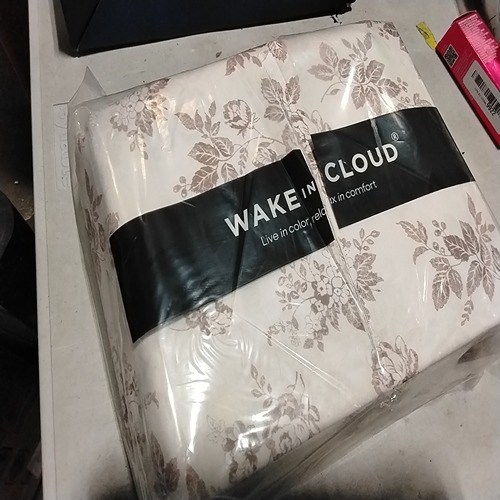 WAKE IN CLOUD®
Live in color, relax in comfort